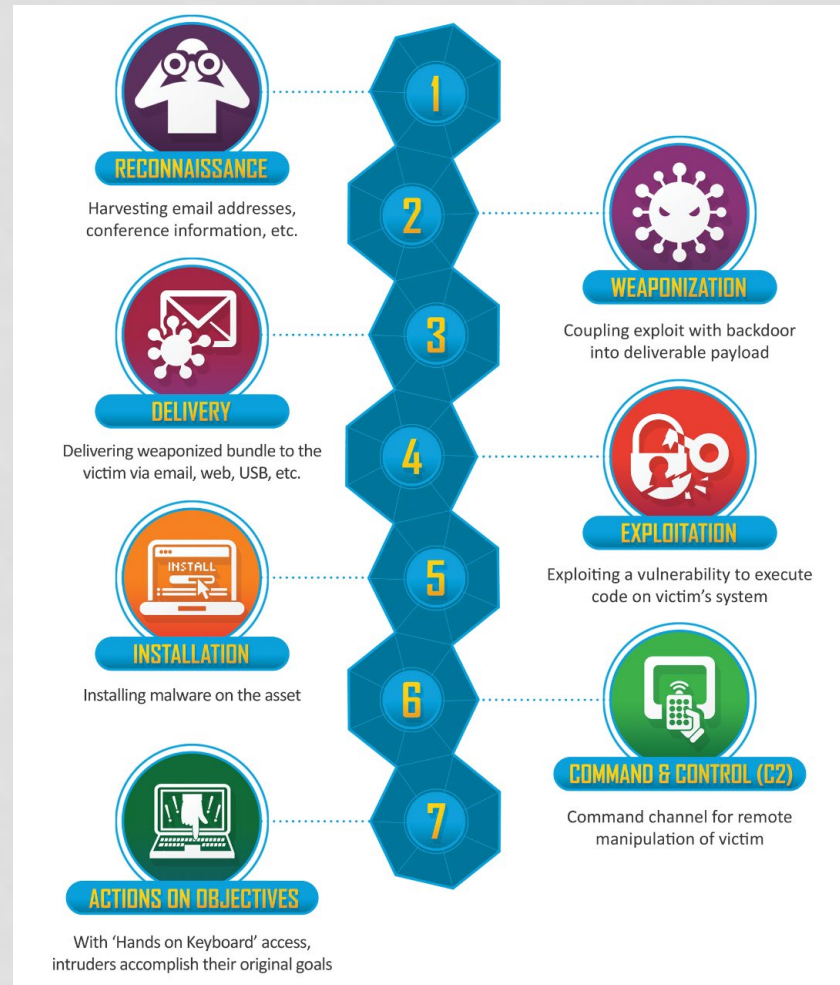 1
RECONNAISSANCE
Harvesting email addresses,
conference information, etc.
2
WEAPONIZATION
Coupling exploit with backdoor
into deliverable payload
3
DELIVERY
Delivering weaponized bundle to the
victim via email, web, USB, etc.
4
EXPLOITATION
Exploiting a vulnerability to execute
code on victim's system
5
INSTALL
INSTALLATION
Installing malware on the asset
6
COMMAND & CONTROL (C2)
Command channel for remote
manipulation of victim
7
ACTIONS ON OBJECTIVES
With 'Hands on Keyboard' access,
intruders accomplish their original goals